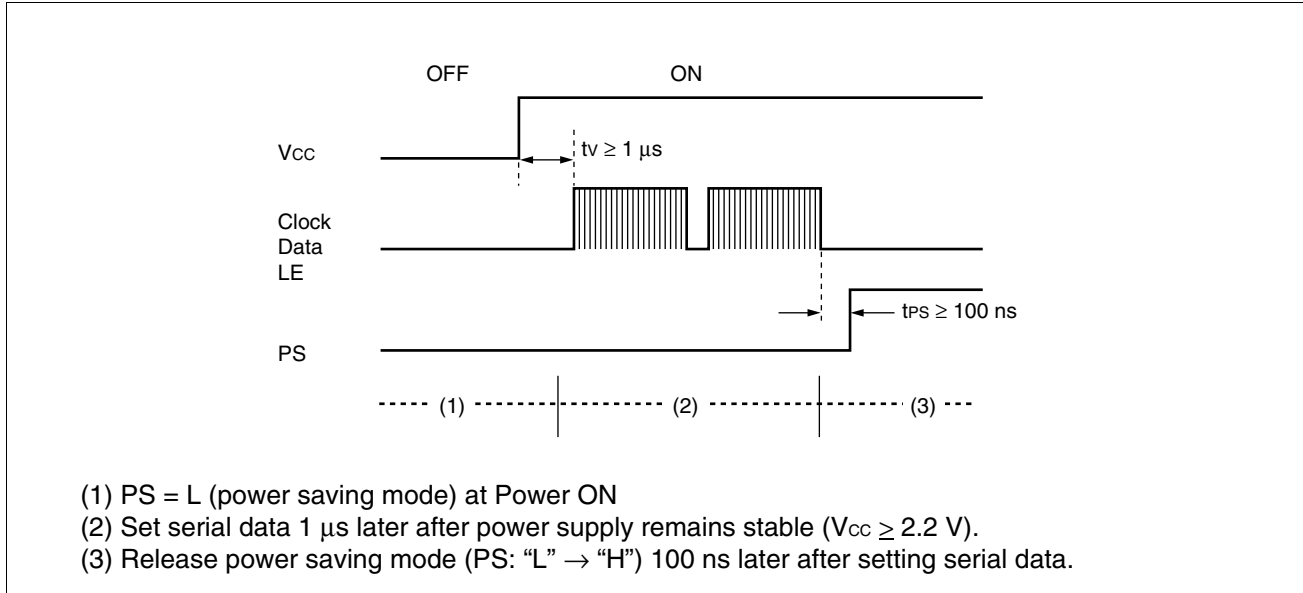 OFF ON
VCC
tV ≥ 1 μs
Clock
Data
LE
tPS ≥ 100 ns
PS
(1) (2) (3)
(1) PS = L (power saving mode) at Power ON
(2) Set serial data 1 μs later after power supply remains stable (VCC ≥ 2.2 V).
(3) Release power saving mode (PS: “L” → “H”) 100 ns later after setting serial data.